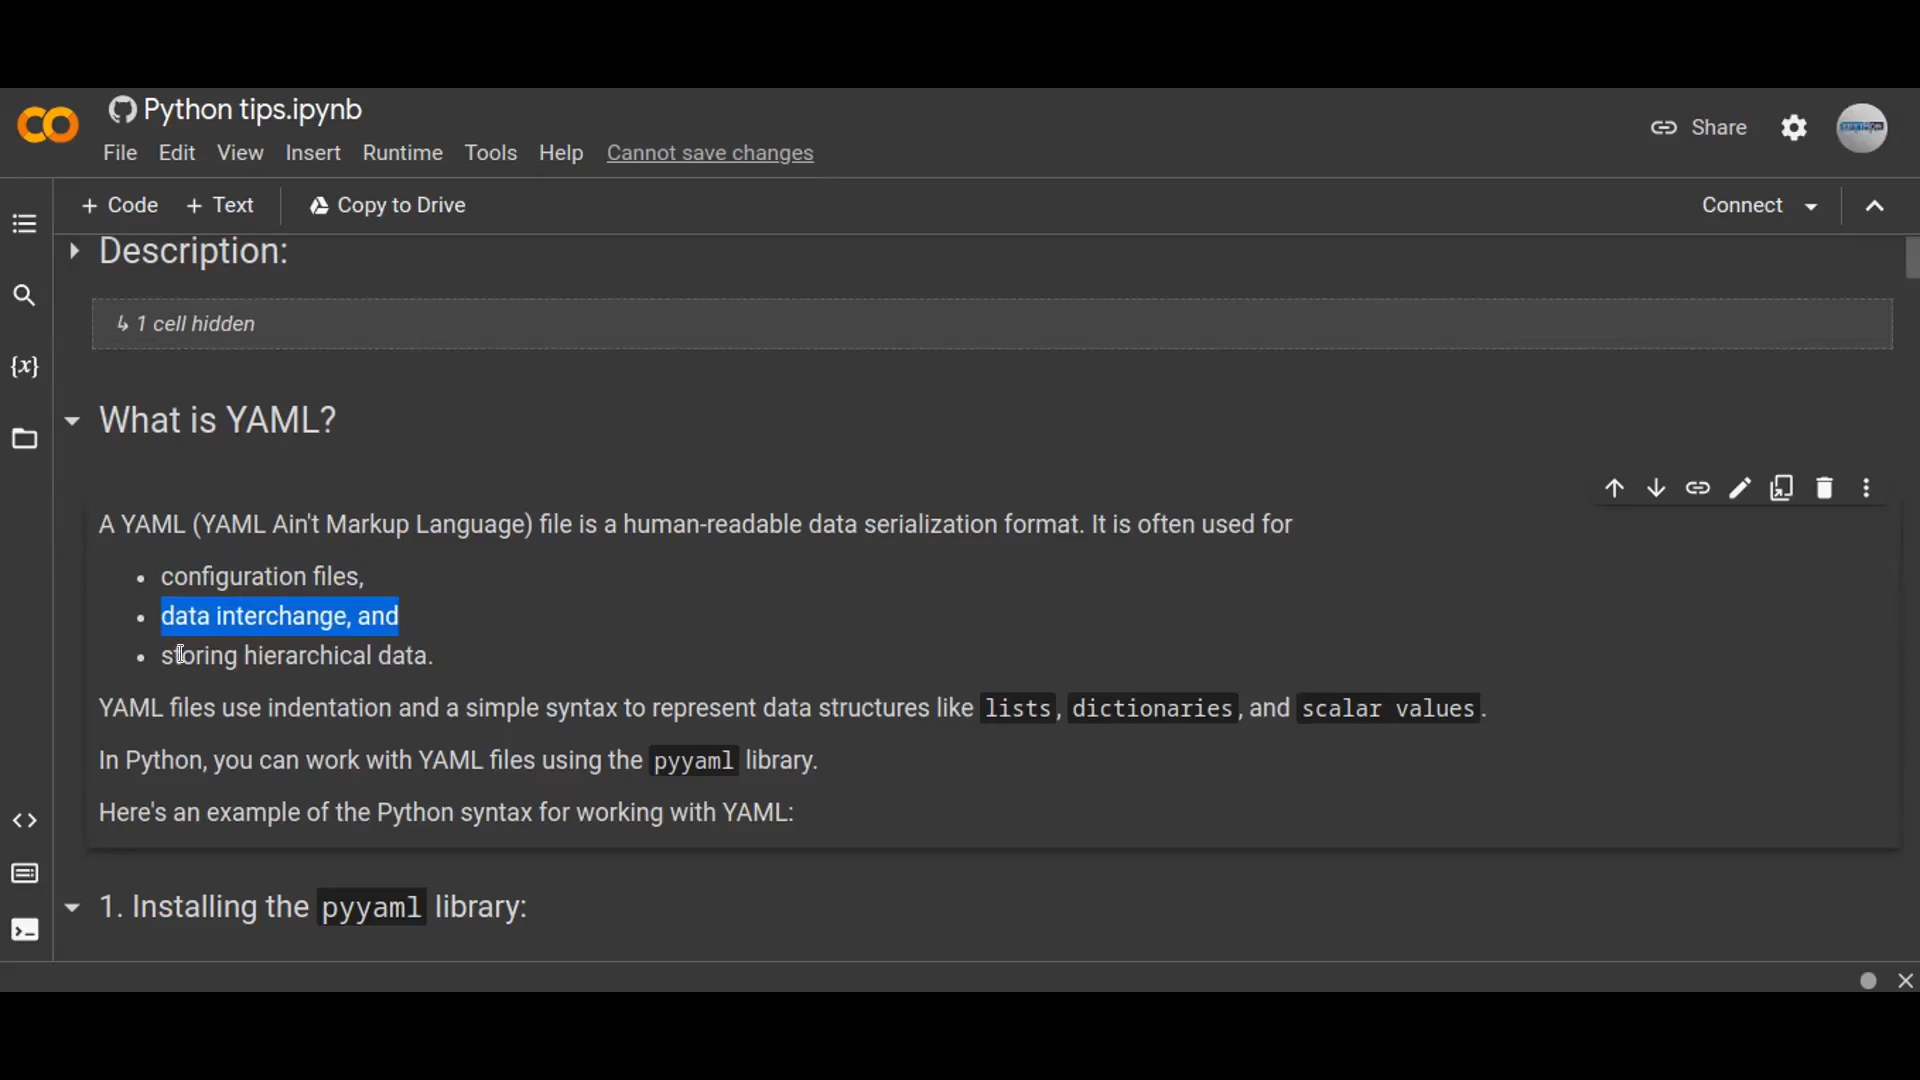 Python tips.ipynb
File Edit View Insert Runtime Tools Help Cannot save changes
Share
+ Code + Text Copy to Drive
Connect
Description:
↳ 1 cell hidden
What is YAML?
A YAML (YAML Ain't Markup Language) file is a human-readable data serialization format. It is often used for
• configuration files,
• data interchange, and
• storing hierarchical data.
YAML files use indentation and a simple syntax to represent data structures like lists, dictionaries, and scalar values.
In Python, you can work with YAML files using the pyyaml library.
Here's an example of the Python syntax for working with YAML:
1. Installing the pyyaml library: